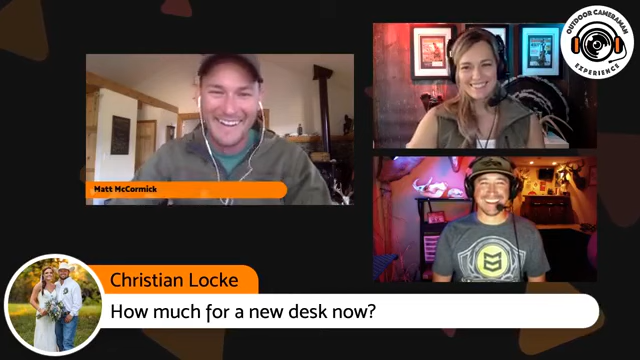 OUTDOOR CAMERAMAN
EXPERIENCE
Matt McCormick
Christian Locke
How much for a new desk now?